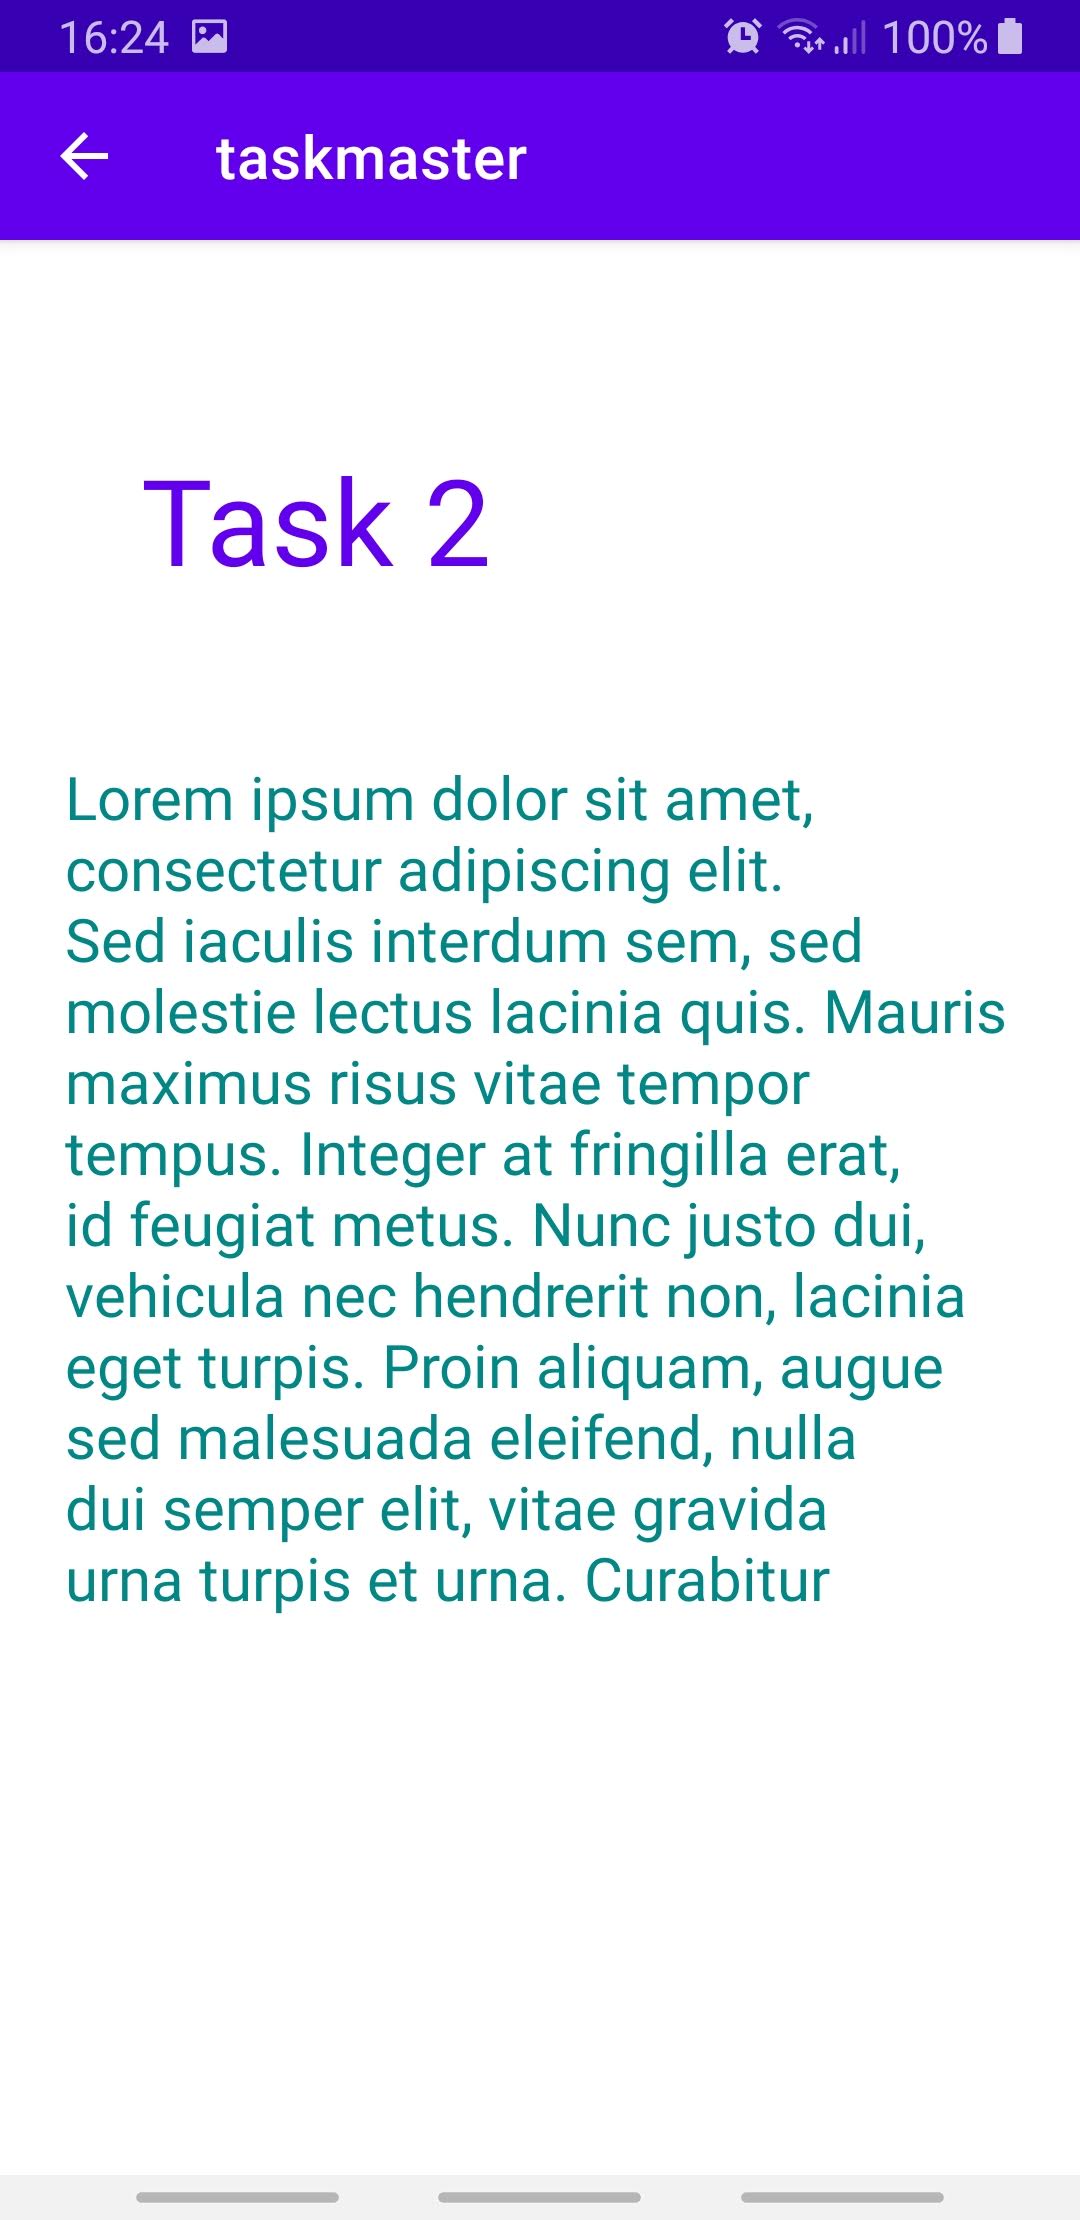 16:24 100%
taskmaster
Task 2
Lorem ipsum dolor sit amet,
consectetur adipiscing elit.
Sed iaculis interdum sem, sed
molestie lectus lacinia quis. Mauris
maximus risus vitae tempor
tempus. Integer at fringilla erat,
id feugiat metus. Nunc justo dui,
vehicula nec hendrerit non, lacinia
eget turpis. Proin aliquam, augue
sed malesuada eleifend, nulla
dui semper elit, vitae gravida
urna turpis et urna. Curabitur